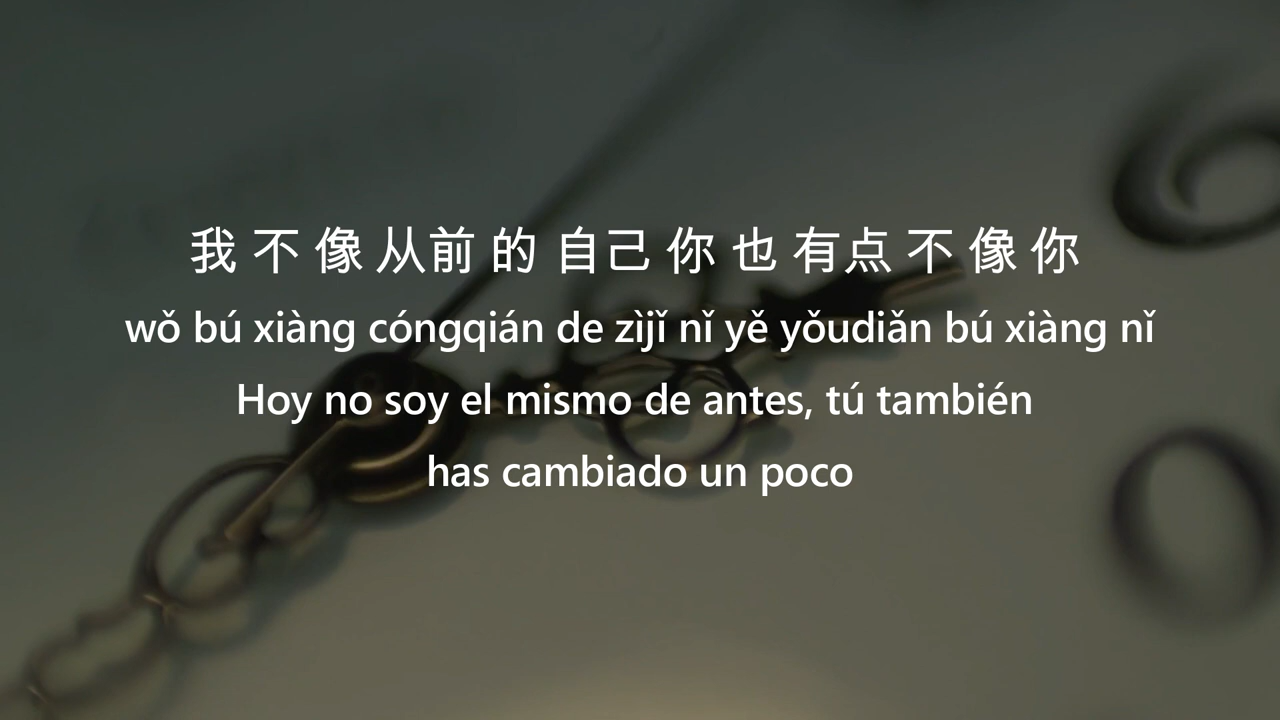 我 不 像 从前 的 自己 你 也 有点 不 像 你
wǒ bú xiàng cóngqián de zìjǐ nǐ yě yǒudiǎn bú xiàng nǐ
Hoy no soy el mismo de antes, tú también
has cambiado un poco